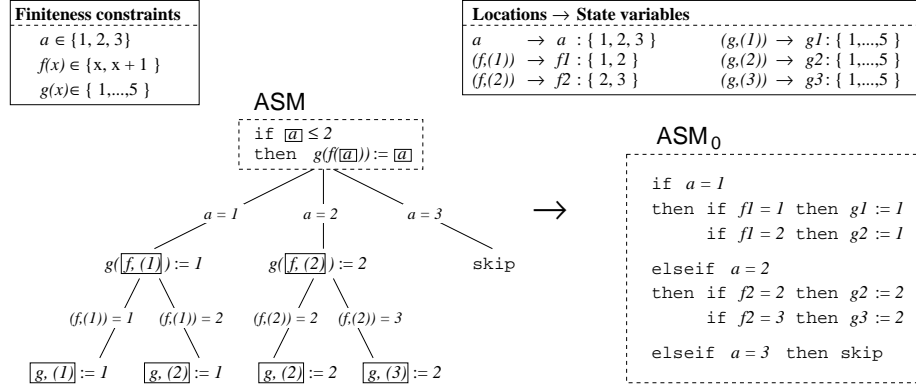 Finiteness constraints
a ∈ {1, 2, 3}
f(x) ∈ {x, x + 1 }
g(x) ∈ { 1,...,5 }
Locations → State variables
a → a : { 1, 2, 3 } (g,(1)) → g1 : { 1,...,5 }
(f,(1)) → f1 : { 1, 2 } (g,(2)) → g2 : { 1,...,5 }
(f,(2)) → f2 : { 2, 3 } (g,(3)) → g3 : { 1,...,5 }
ASM
if a ≤ 2
then g(f(a)) := a
a = 1 a = 2 a = 3
g( f, (1) ) := 1 g( f, (2) ) := 2 skip
(f,(1)) = 1 (f,(1)) = 2 (f,(2)) = 2 (f,(2)) = 3
g, (1) := 1 g, (2) := 1 g, (2) := 2 g, (3) := 2
→
ASM₀
if a = 1
then if f1 = 1 then g1 := 1
if f1 = 2 then g2 := 1
elseif a = 2
then if f2 = 2 then g2 := 2
if f2 = 3 then g3 := 2
elseif a = 3 then skip